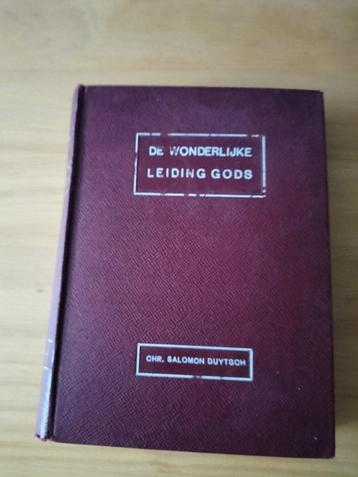 DE WONDERLIJKE
LEIDING GODS
CHR. SALOMON DUYTSCH